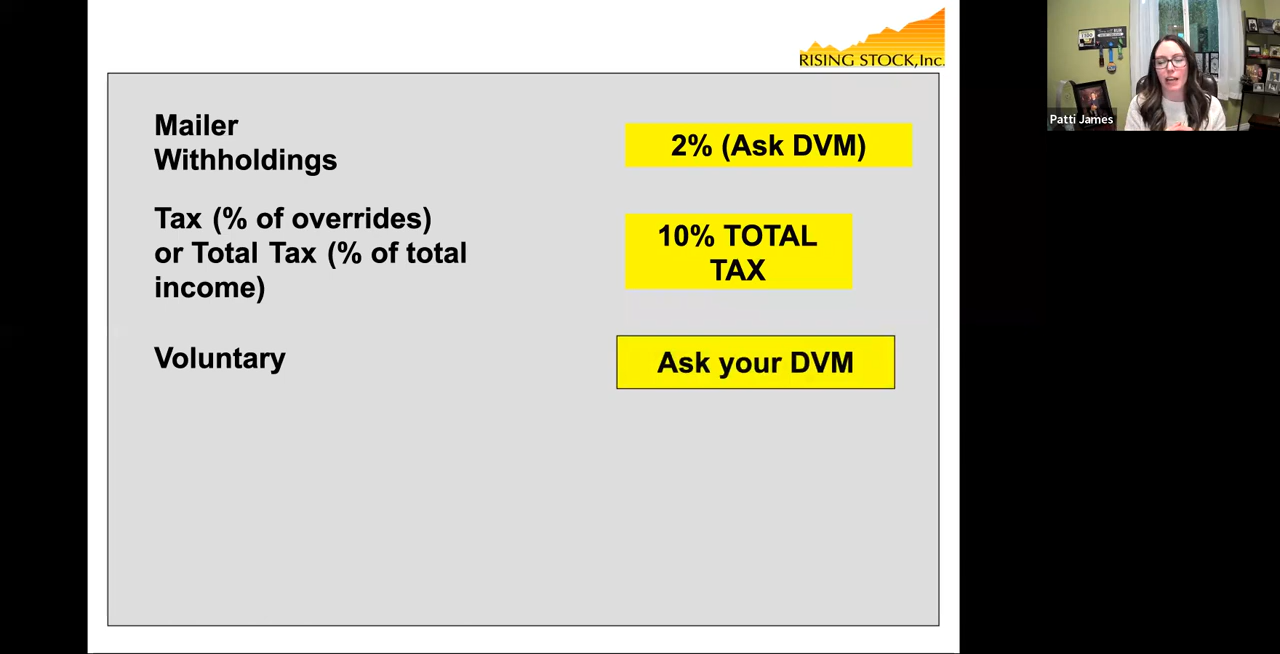 RISING STOCK, Inc.
Mailer
Withholdings
2% (Ask DVM)
Tax (% of overrides)
or Total Tax (% of total
income)
10% TOTAL
TAX
Voluntary
Ask your DVM
Patti James